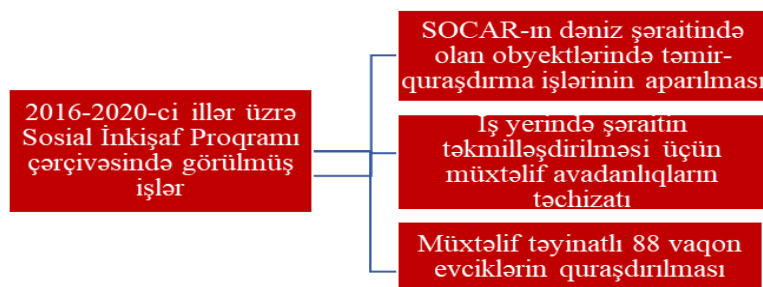 2016-2020-ci illər üzrə
Sosial İnkişaf Proqramı
çərçivəsində görülmüş
işlər
SOCAR-ın dəniz şəraitində
olan obyektlərində təmir-
quraşdırma işlərinin aparılması
İş yerində şəraitin
təkmilləşdirilməsi üçün
müxtəlif avadanlıqların
təchizatı
Müxtəlif təyinatlı 88 vaqon
evciklərin quraşdırılması